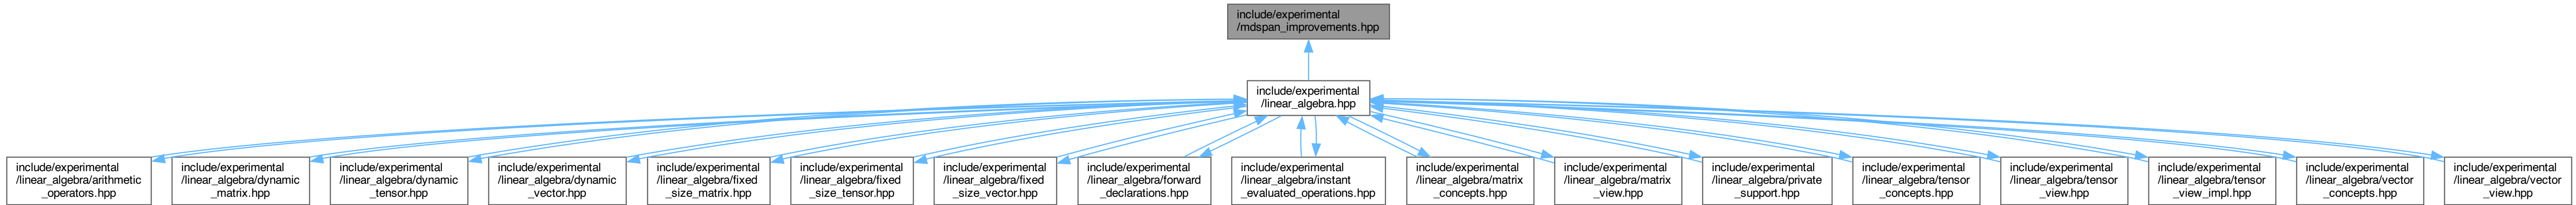 include/experimental
/mdspan_improvements.hpp
include/experimental
/linear_algebra.hpp
include/experimental
/linear_algebra/arithmetic
_operators.hpp
include/experimental
/linear_algebra/dynamic
_matrix.hpp
include/experimental
/linear_algebra/dynamic
_tensor.hpp
include/experimental
/linear_algebra/dynamic
_vector.hpp
include/experimental
/linear_algebra/fixed
_size_matrix.hpp
include/experimental
/linear_algebra/fixed
_size_tensor.hpp
include/experimental
/linear_algebra/fixed
_size_vector.hpp
include/experimental
/linear_algebra/forward
_declarations.hpp
include/experimental
/linear_algebra/instant
_evaluated_operations.hpp
include/experimental
/linear_algebra/matrix
_concepts.hpp
include/experimental
/linear_algebra/matrix
_view.hpp
include/experimental
/linear_algebra/private
_support.hpp
include/experimental
/linear_algebra/tensor
_concepts.hpp
include/experimental
/linear_algebra/tensor
_view.hpp
include/experimental
/linear_algebra/tensor
_view_impl.hpp
include/experimental
/linear_algebra/vector
_concepts.hpp
include/experimental
/linear_algebra/vector
_view.hpp